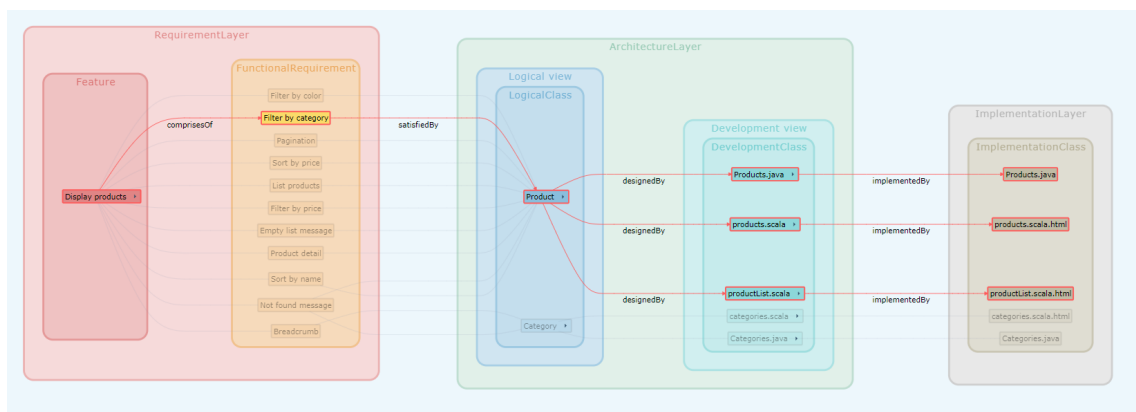 RequirementLayer
Feature
Display products
comprisesOf
FunctionalRequirement
Filter by color
Filter by category
Pagination
Sort by price
List products
Filter by price
Empty list message
Product detail
Sort by name
Not found message
Breadcrumb
satisfiedBy
ArchitectureLayer
Logical view
LogicalClass
Product
Category
designedBy
designedBy
designedBy
Development view
DevelopmentClass
Products.java
products.scala
productList.scala
categories.scala
Categories.java
implementedBy
implementedBy
implementedBy
ImplementationLayer
ImplementationClass
Products.java
products.scala.html
productList.scala.html
categories.scala.html
Categories.java